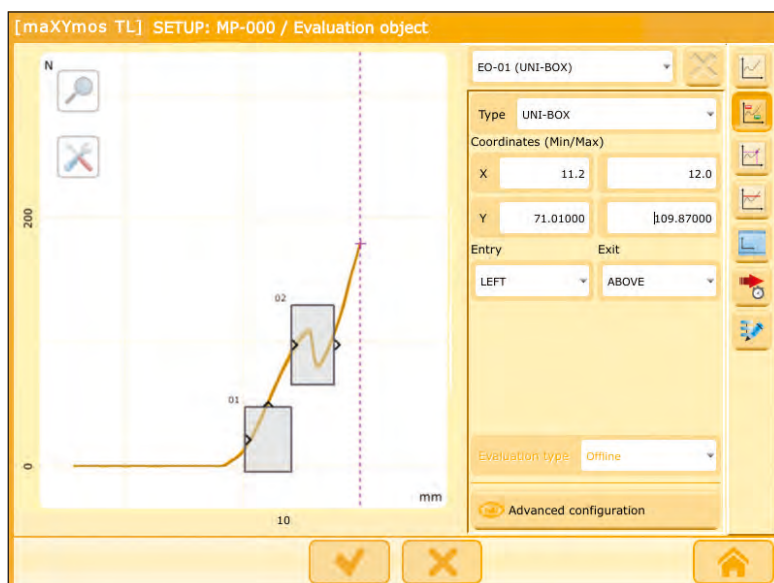 [maXYmos TL] SETUP: MP-000 / Evaluation object
N
200
0
02
01
mm
10
EO-01 (UNI-BOX)
Type UNI-BOX
Coordinates (Min/Max)
X 11.2 12.0
Y 71.01000 109.87000
Entry Exit
LEFT ABOVE
Evaluation type Offline
Advanced configuration